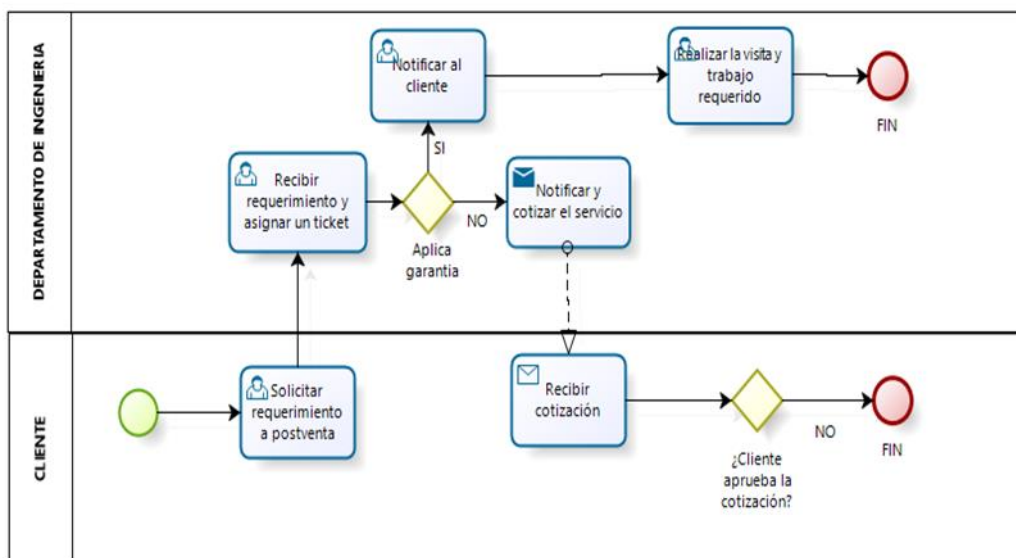 DEPARTAMENTO DE INGENIERIA
Notificar al
cliente
Realizar la visita y
trabajo
requerido
FIN
SI
Recibir
requerimiento y
asignar un ticket
Aplica
garantia
NO
Notificar y
cotizar el servicio
CLIENTE
Solicitar
requerimiento
a postventa
Recibir
cotización
¿Cliente
aprueba la
cotización?
NO
FIN